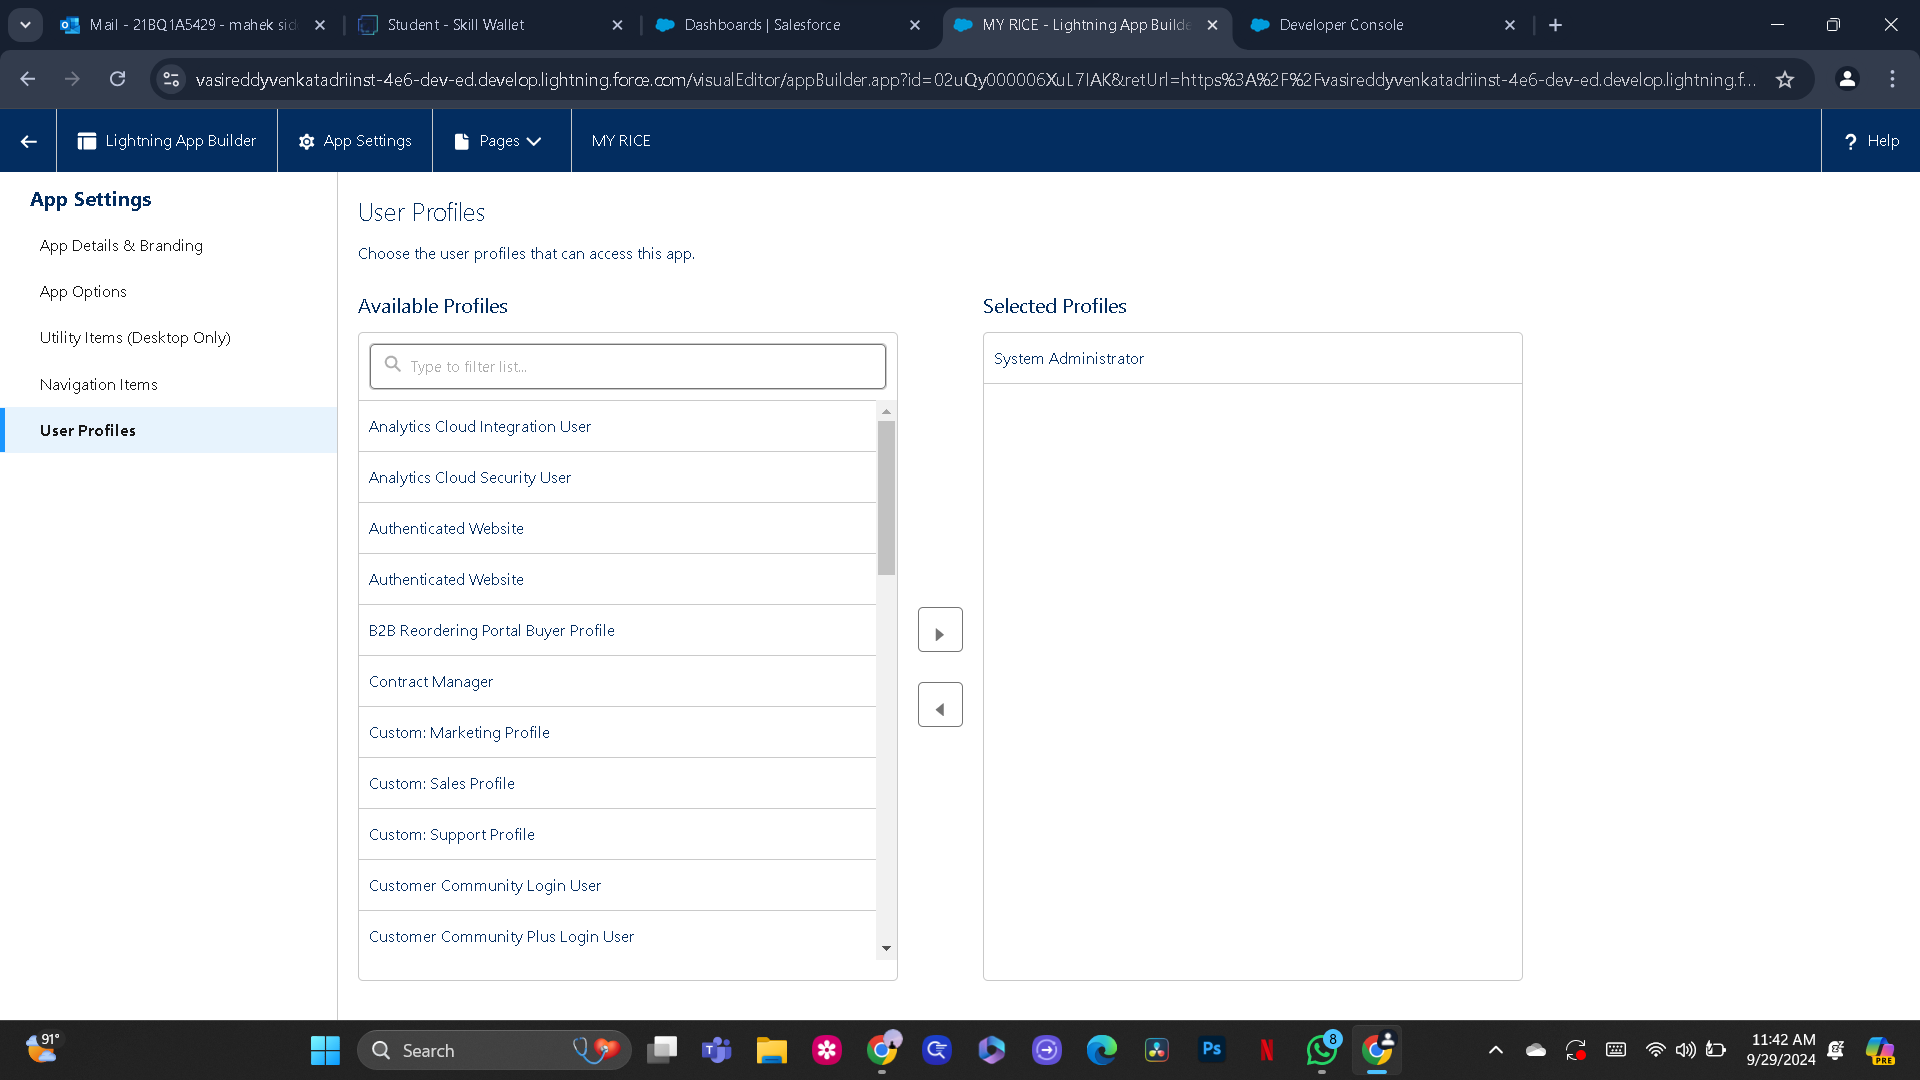 Mail - 21BQ1A5429 - mahek sid
Student - Skill Wallet
Dashboards | Salesforce
MY RICE - Lightning App Builde
Developer Console
vasireddyvenkatadriinst-4e6-dev-ed.develop.lightning.force.com/visualEditor/appBuilder.app?id=02uQy000006XuL7IAK&retUrl=https%3A%2F%2Fvasireddyvenkatadriinst-4e6-dev-ed.develop.lightning.f...
Lightning App Builder
App Settings
Pages
MY RICE
? Help
App Settings
App Details & Branding
App Options
Utility Items (Desktop Only)
Navigation Items
User Profiles
User Profiles
Choose the user profiles that can access this app.
Available Profiles
Type to filter list...
Analytics Cloud Integration User
Analytics Cloud Security User
Authenticated Website
Authenticated Website
B2B Reordering Portal Buyer Profile
Contract Manager
Custom: Marketing Profile
Custom: Sales Profile
Custom: Support Profile
Customer Community Login User
Customer Community Plus Login User
Selected Profiles
System Administrator
91°
Search
Ps
N
8
11:42 AM
9/29/2024
PRE